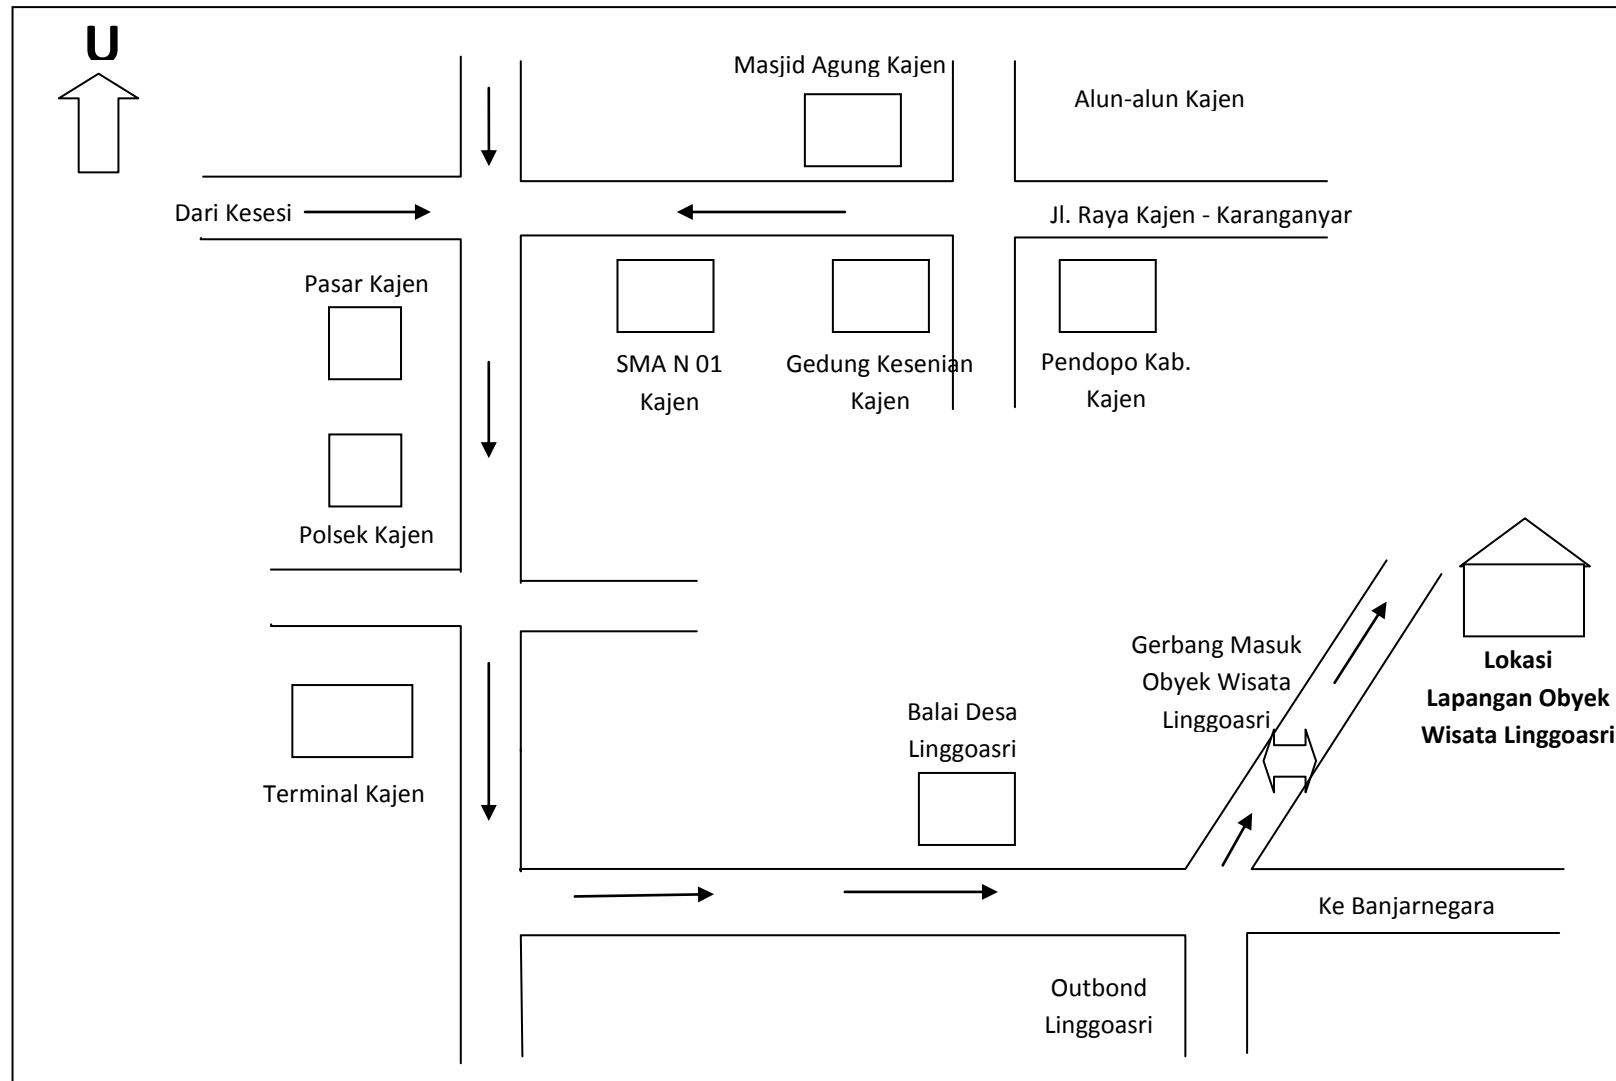 U
Masjid Agung Kajen
Alun-alun Kajen
Dari Kesesi
Jl. Raya Kajen - Karanganyar
Pasar Kajen
SMA N 01
Kajen
Gedung Kesenian
Kajen
Pendopo Kab.
Kajen
Polsek Kajen
Gerbang Masuk
Obyek Wisata
Linggoasri
Lokasi
Lapangan Obyek
Wisata Linggoasri
Balai Desa
Linggoasri
Terminal Kajen
Ke Banjarnegara
Outbond
Linggoasri